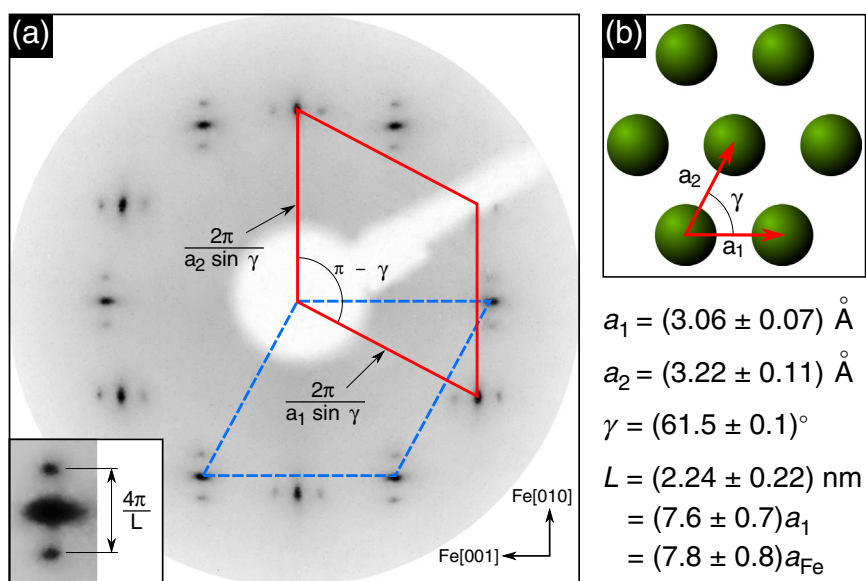 (a)
2π
a₂ sin γ
π − γ
2π
a₁ sin γ
4π
L
Fe[010]
Fe[001]
(b)
a₂
γ
a₁
a₁ = (3.06 ± 0.07) Å
a₂ = (3.22 ± 0.11) Å
γ = (61.5 ± 0.1)°
L = (2.24 ± 0.22) nm
= (7.6 ± 0.7)a₁
= (7.8 ± 0.8)a_Fe